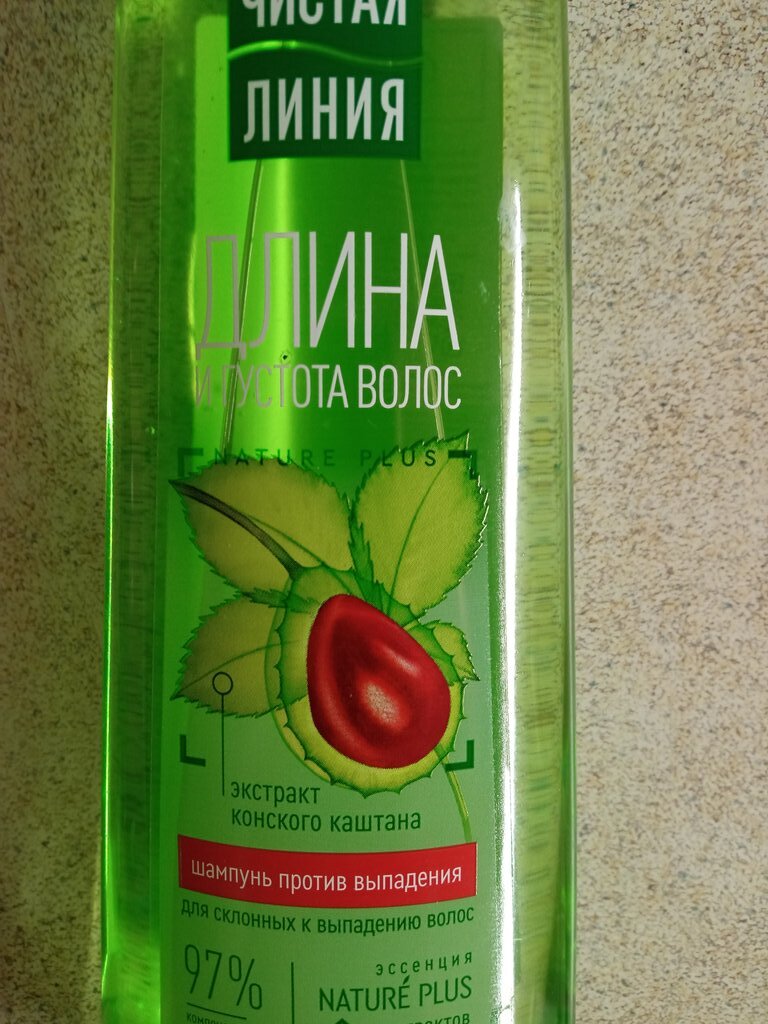 ЧИСТАЯ
ЛИНИЯ
ДЛИНА
И ГУСТОТА ВОЛОС
NATURE PLUS
экстракт
конского каштана
шампунь против выпадения
для склонных к выпадению волос
97%
эссенция
NATURÉ PLUS